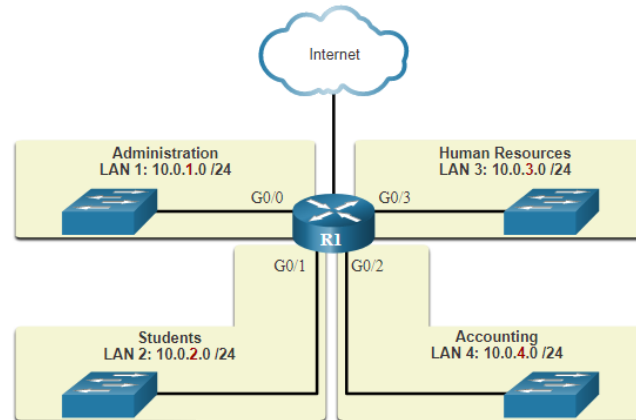 Internet
Administration
LAN 1: 10.0.1.0 /24
Human Resources
LAN 3: 10.0.3.0 /24
G0/0
G0/3
R1
G0/1
G0/2
Students
LAN 2: 10.0.2.0 /24
Accounting
LAN 4: 10.0.4.0 /24